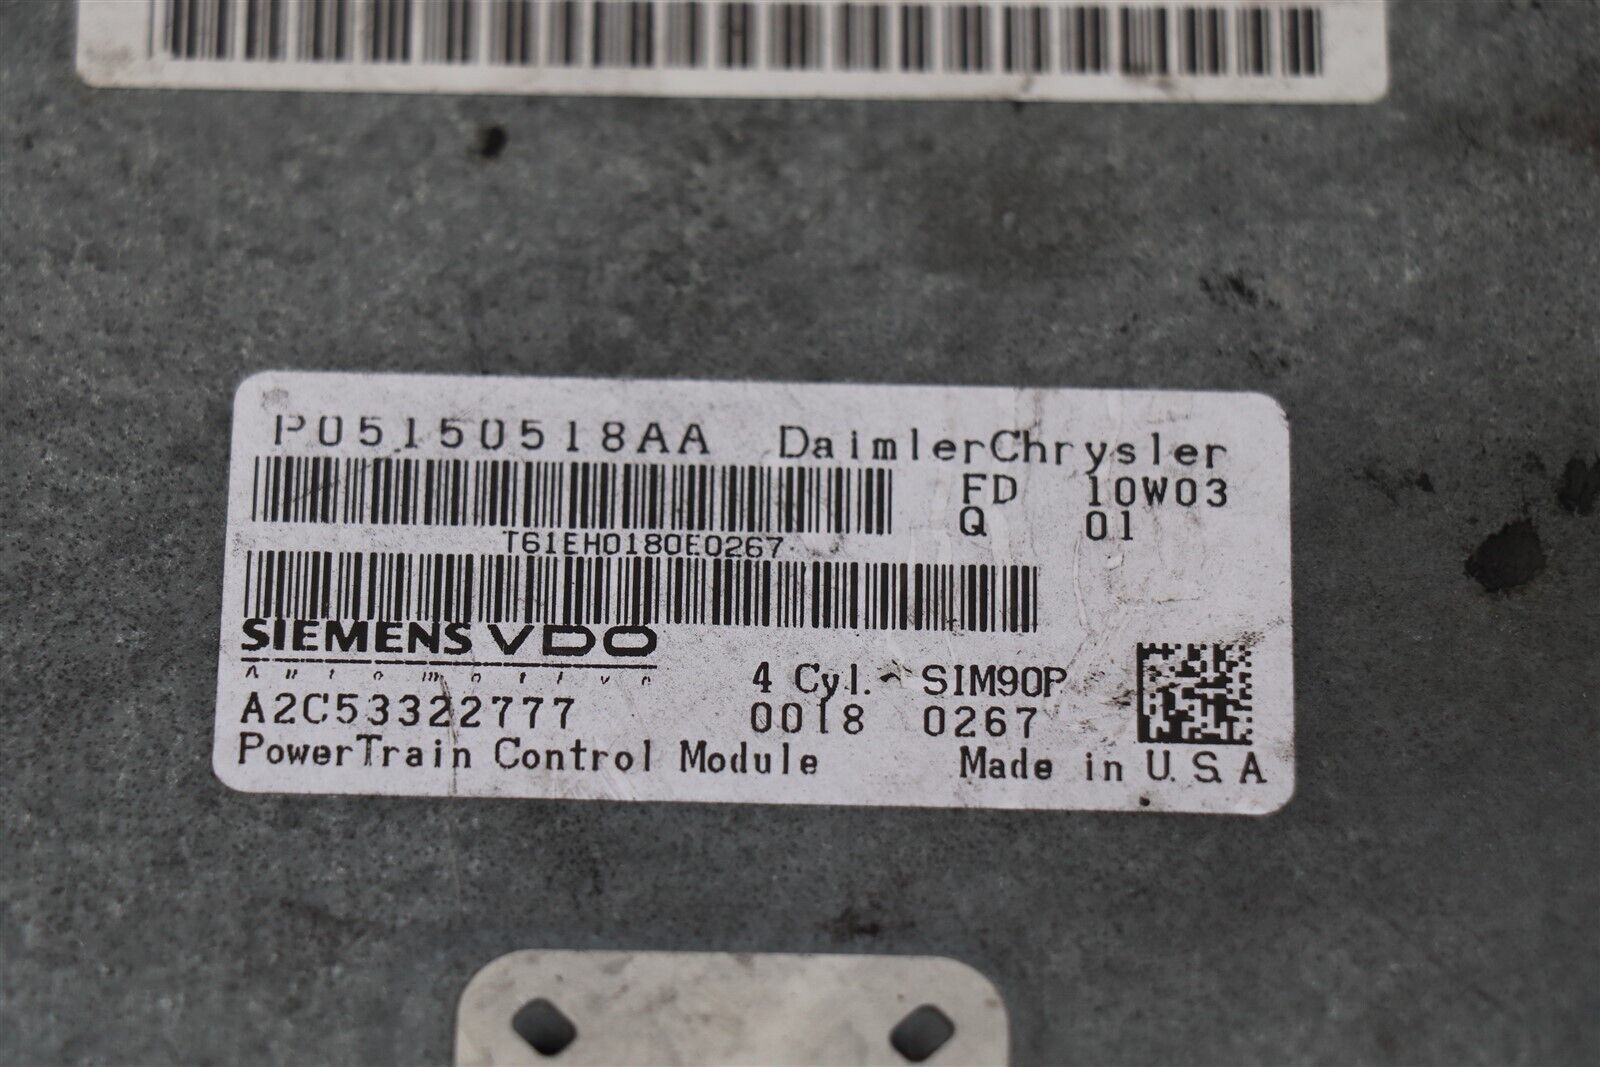 P05150518AA DaimlerChrysler
FD 10W03
Q 01
T61EH0180E0267
SIEMENS VDO
Automotive
4 Cyl. SIM90P
A2C53322777 0018 0267
PowerTrain Control Module Made in U.S.A